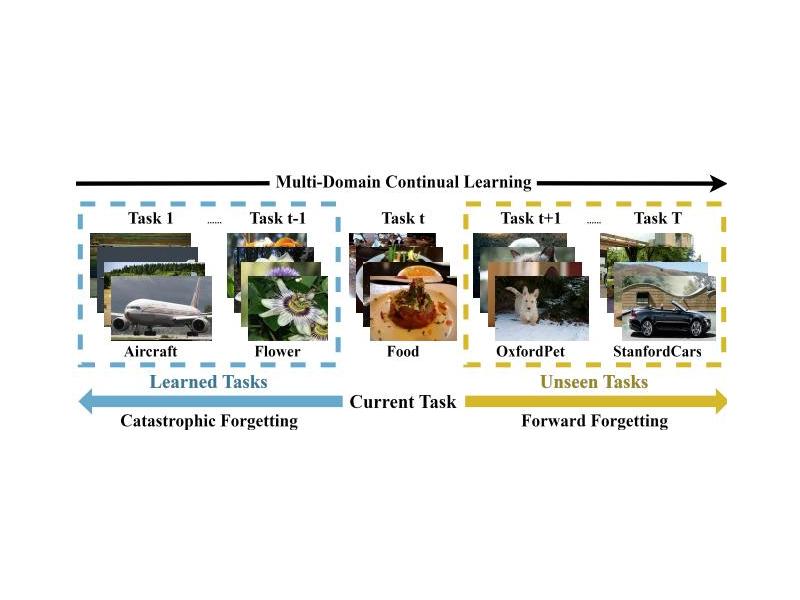 Multi-Domain Continual Learning
Task 1 ...... Task t-1 Task t Task t+1 ...... Task T
Aircraft Flower Food OxfordPet StanfordCars
Learned Tasks Unseen Tasks
Current Task
Catastrophic Forgetting Forward Forgetting